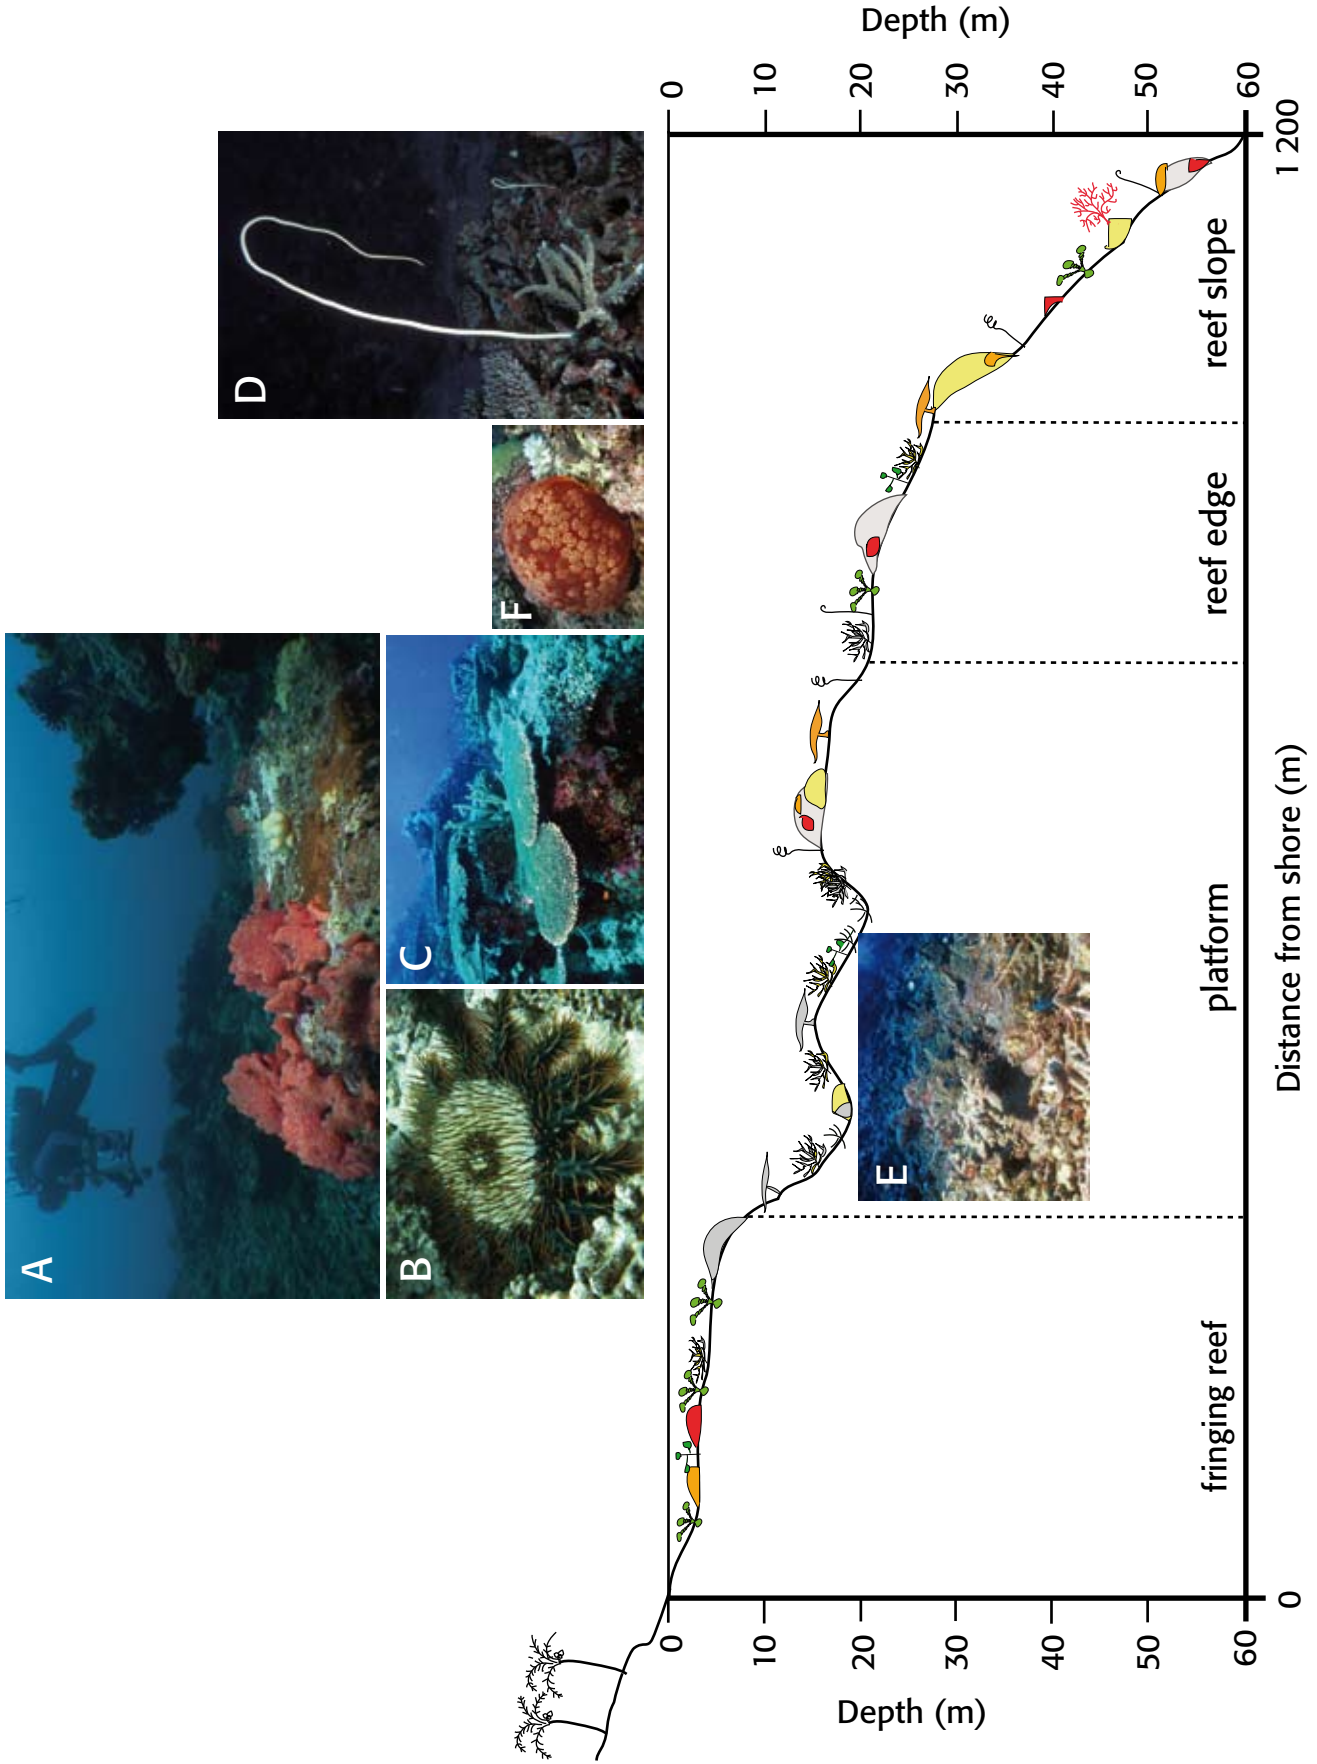 A
B
C
D
F
E
Depth (m)
0
10
20
30
40
50
60
Depth (m)
0
10
20
30
40
50
60
fringing reef
platform
reef edge
reef slope
0
1 200
Distance from shore (m)